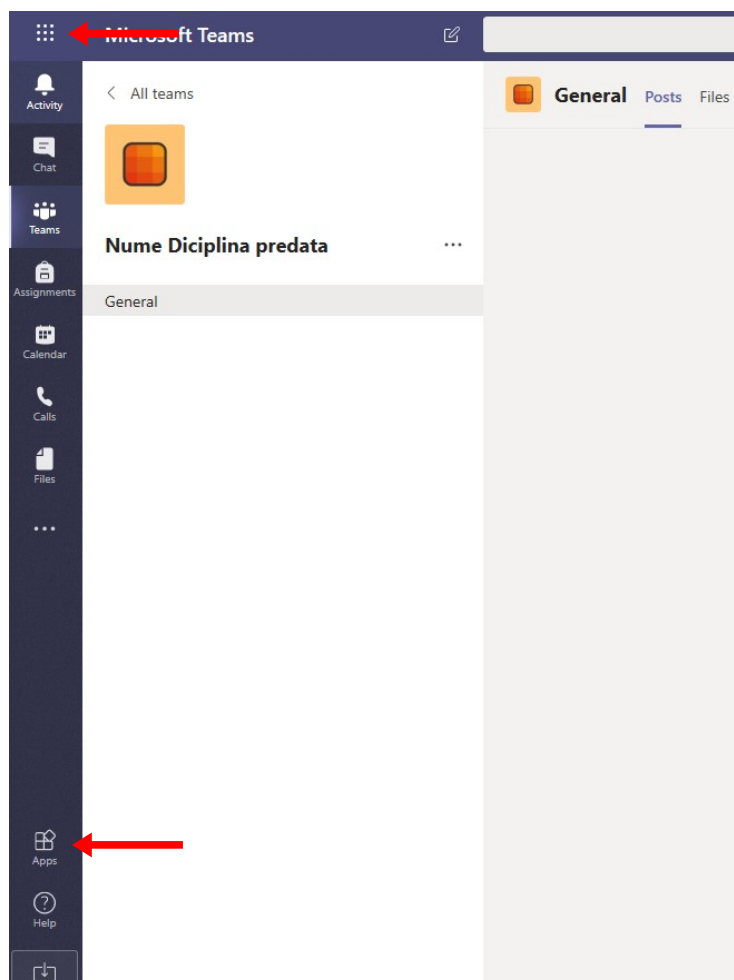 Microsoft Teams
Activity
Chat
Teams
Assignments
Calendar
Calls
Files
Apps
Help
All teams
Nume Diciplina predata
General
General Posts Files